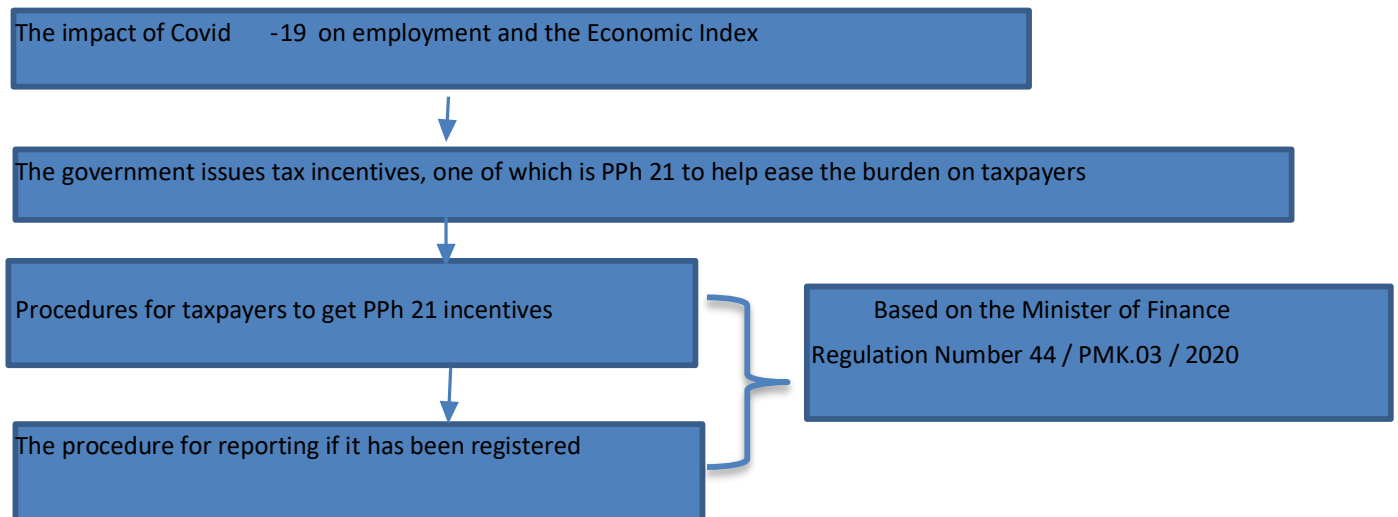 The impact of Covid -19 on employment and the Economic Index
The government issues tax incentives, one of which is PPh 21 to help ease the burden on taxpayers
Procedures for taxpayers to get PPh 21 incentives
Based on the Minister of Finance
Regulation Number 44 / PMK.03 / 2020
The procedure for reporting if it has been registered